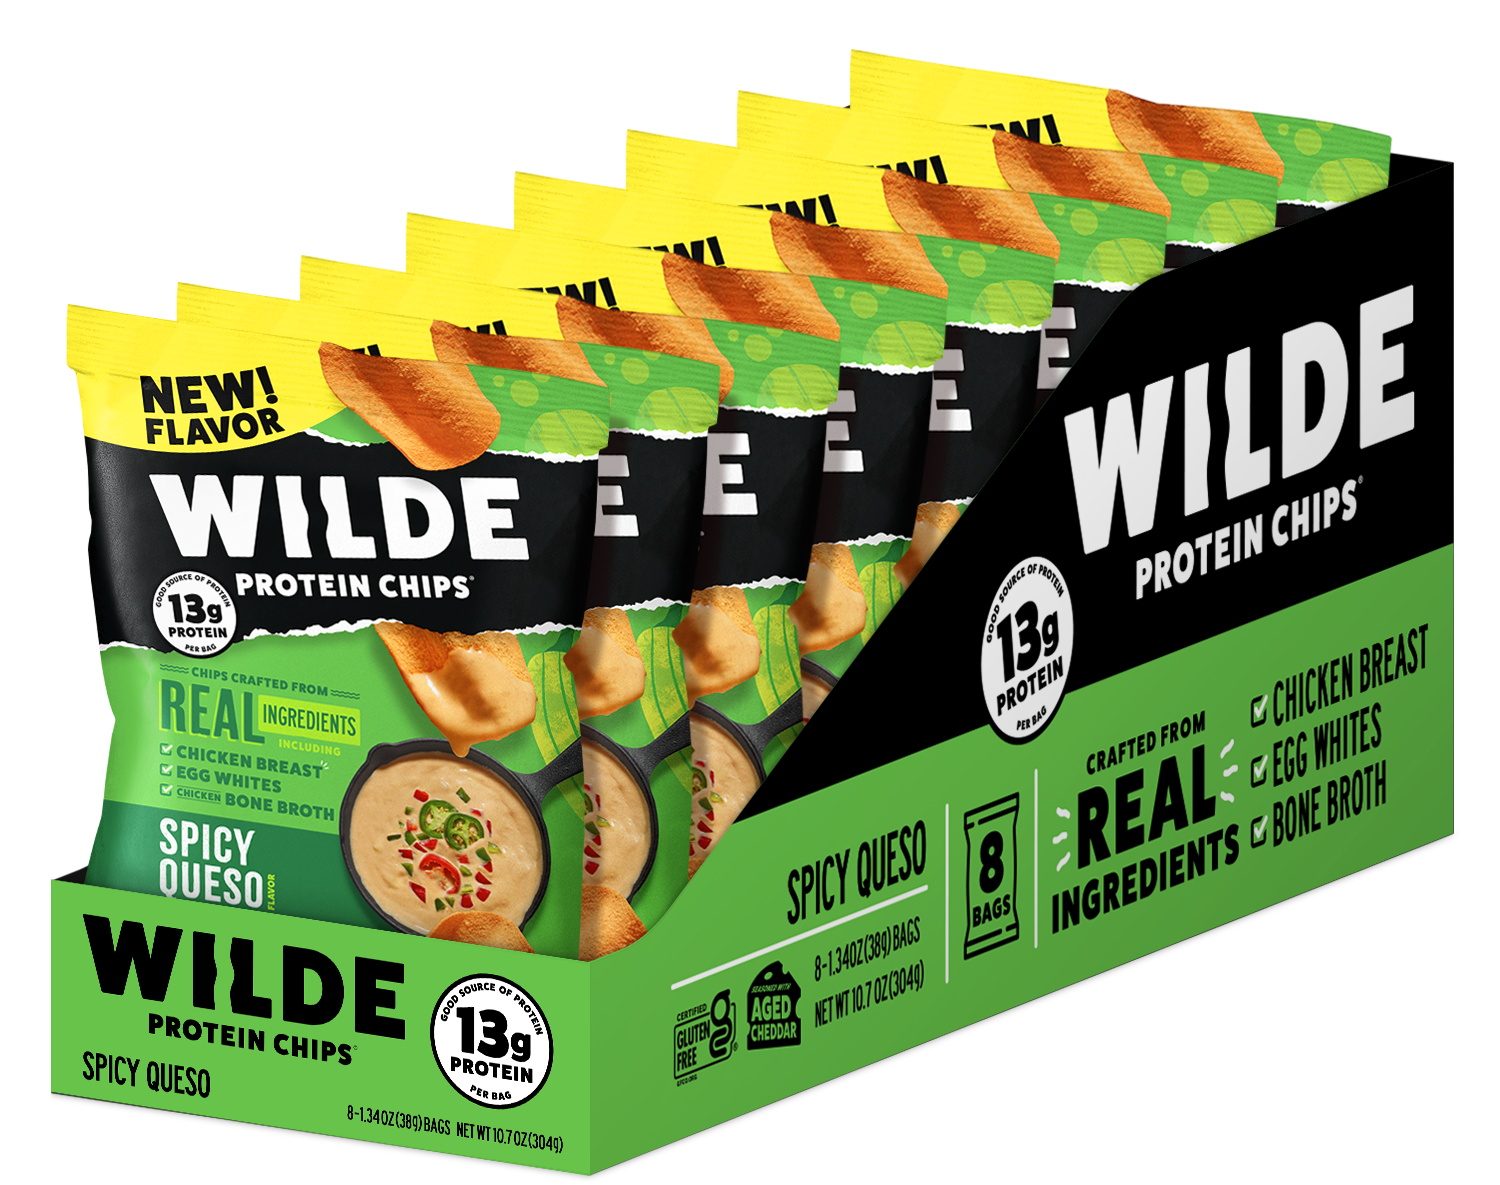 NEW!
FLAVOR
WILDE
PROTEIN CHIPS®
GOOD SOURCE OF PROTEIN
13g
PROTEIN
PER BAG
CHIPS CRAFTED FROM
REAL INGREDIENTS
INCLUDING
CHICKEN BREAST
EGG WHITES
CHICKEN BONE BROTH
SPICY
QUESO
FLAVOR
WILDE
PROTEIN CHIPS®
SPICY QUESO
GOOD SOURCE OF PROTEIN
13g
PROTEIN
PER BAG
8-1.34OZ(38g)BAGS NET WT 10.7 OZ(304g)
WILDE
PROTEIN CHIPS®
GOOD SOURCE OF PROTEIN
13g
PROTEIN
PER BAG
SPICY QUESO
8-1.34OZ(38g)BAGS
NET WT 10.7 OZ(304g)
CERTIFIED
GLUTEN
FREE
GFCO.ORG
SEASONED WITH
AGED
CHEDDAR
8
BAGS
CRAFTED FROM
REAL
INGREDIENTS
CHICKEN BREAST
EGG WHITES
BONE BROTH